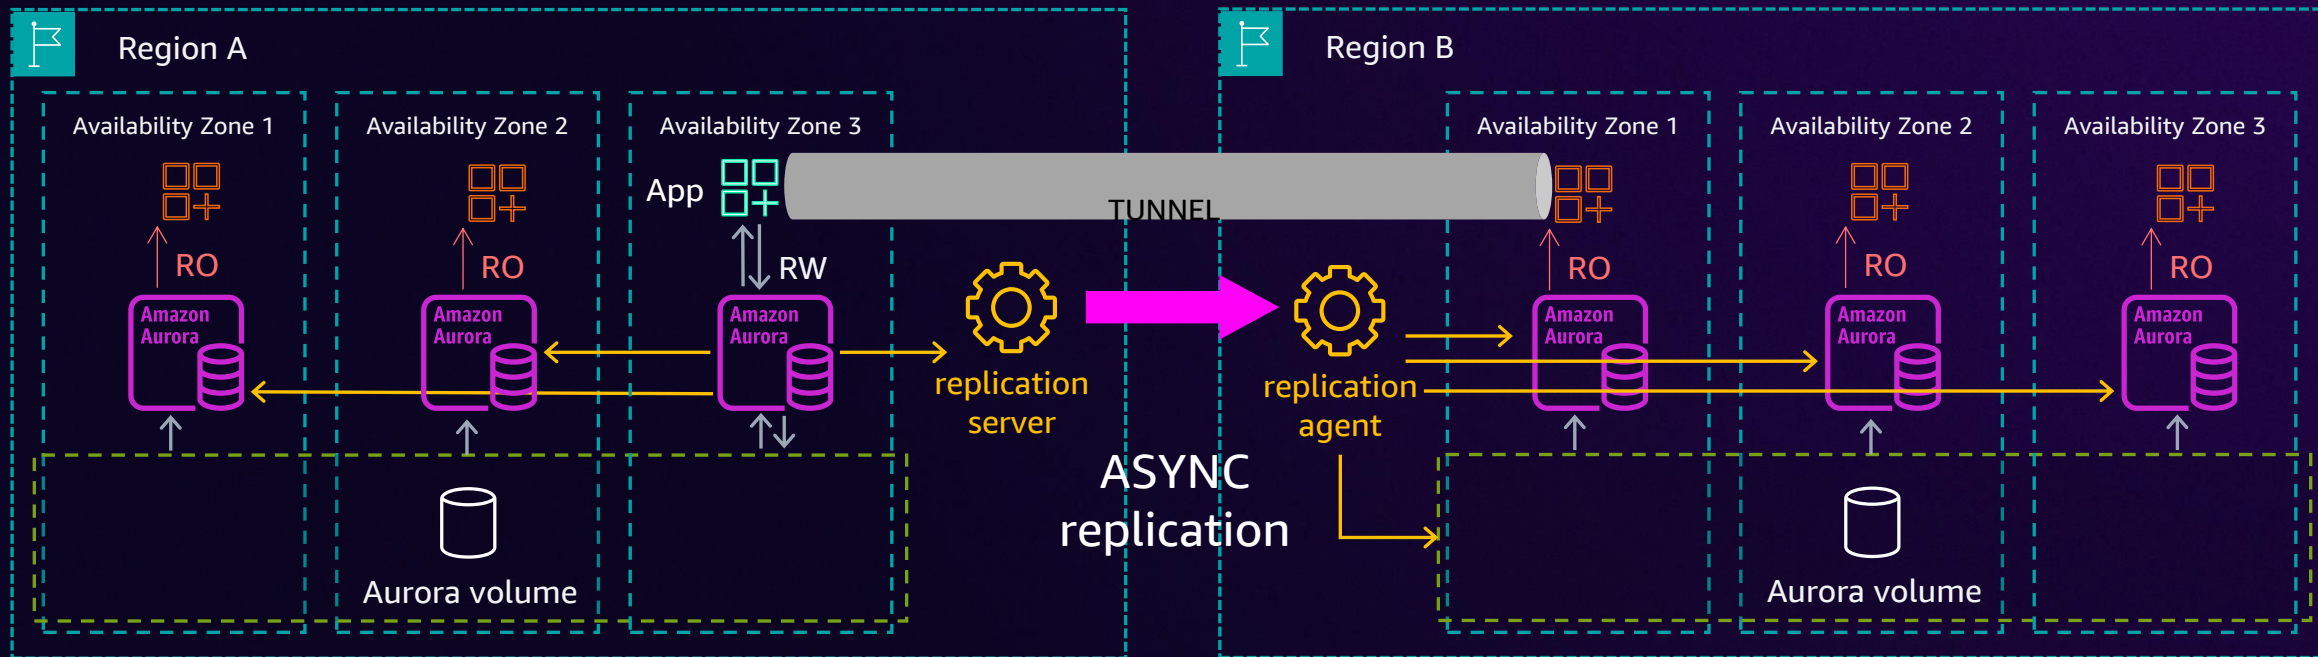 Region A
Availability Zone 1
Availability Zone 2
Availability Zone 3
App
RO
RO
RW
Amazon
Aurora
Amazon
Aurora
Amazon
Aurora
replication
server
Aurora volume
TUNNEL
ASYNC
replication
Region B
Availability Zone 1
Availability Zone 2
Availability Zone 3
RO
RO
RO
replication
agent
Amazon
Aurora
Amazon
Aurora
Amazon
Aurora
Aurora volume